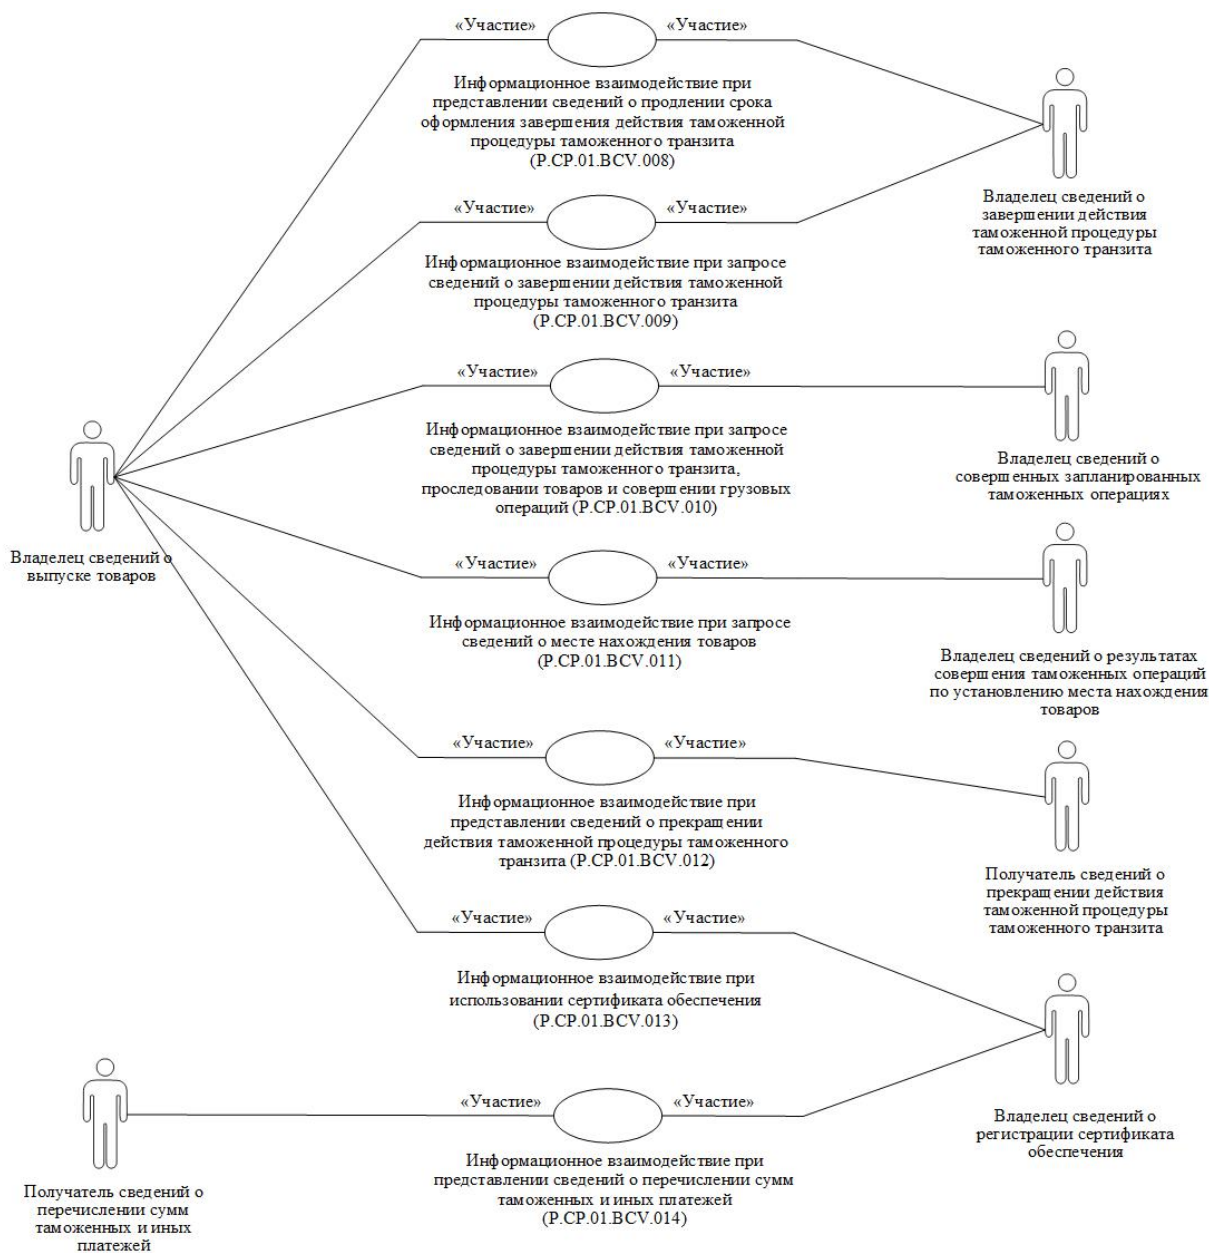 «Участие»
«Участие»
Информационное взаимодействие при
представлении сведений о продлении срока
оформления завершения действия таможенной
процедуры таможенного транзита
(P.CP.01.BCV.008)
Владелец сведений о
завершении действия
таможенной процедуры
таможенного транзита
«Участие»
«Участие»
Информационное взаимодействие при запросе
сведений о завершении действия таможенной
процедуры таможенного транзита
(P.CP.01.BCV.009)
«Участие»
«Участие»
Информационное взаимодействие при запросе
сведений о завершении действия таможенной
процедуры таможенного транзита,
проследовании товаров и совершении грузовых
операций (P.CP.01.BCV.010)
Владелец сведений о
совершенных запланированных
таможенных операциях
Владелец сведений о
выпуске товаров
«Участие»
«Участие»
Информационное взаимодействие при запросе
сведений о месте нахождения товаров
(P.CP.01.BCV.011)
Владелец сведений о результатах
совершения таможенных операций
по установлению места нахождения
товаров
«Участие»
«Участие»
Информационное взаимодействие при
представлении сведений о прекращении
действия таможенной процедуры таможенного
транзита (P.CP.01.BCV.012)
Получатель сведений о
прекращении действия
таможенной процедуры
таможенного транзита
«Участие»
«Участие»
Информационное взаимодействие при
использовании сертификата обеспечения
(P.CP.01.BCV.013)
«Участие»
«Участие»
Владелец сведений о
регистрации сертификата
обеспечения
Информационное взаимодействие при
представлении сведений о перечислении сумм
таможенных и иных платежей
(P.CP.01.BCV.014)
Получатель сведений о
перечислении сумм
таможенных и иных
платежей